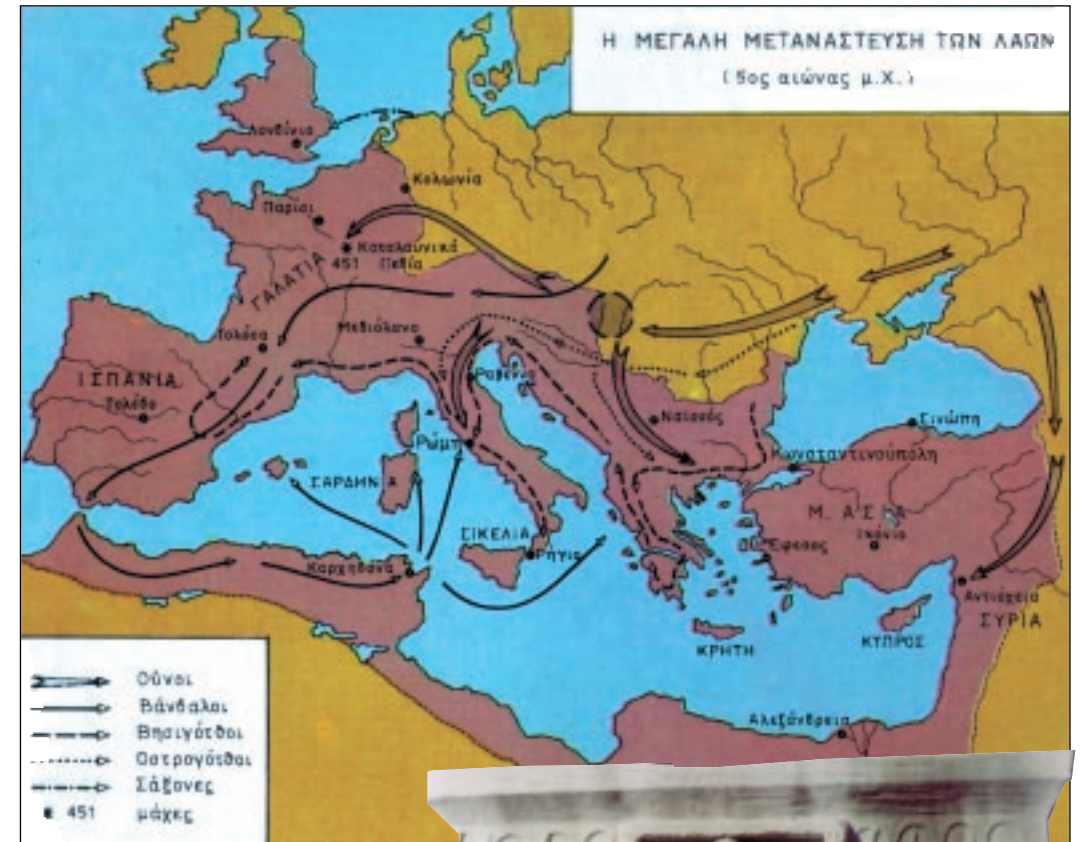 Η ΜΕΓΑΛΗ ΜΕΤΑΝΑΣΤΕΥΣΗ ΤΩΝ ΛΑΩΝ
(5ος αιώνας μ.Χ.)
Λονδίνιο
Κολωνία
Παρίσι
Καταλαυνικά
451 Πεδία
ΓΑΛΑΤΙΑ
Τολόσα
Μεδιόλανο
ΙΣΠΑΝΙΑ
Τολέδο
Ραβέννα
Ναϊσσός
Σινώπη
Ρώμη
Κωνσταντινούπολη
ΣΑΡΔΗΝΙΑ
Μ. ΑΣΙΑ
Ικόνιο
ΣΙΚΕΛΙΑ
Ρήγιο
Έφεσος
Καρχηδόνα
Αντιόχεια
ΣΥΡΙΑ
ΚΡΗΤΗ
ΚΥΠΡΟΣ
Αλεξάνδρεια
Ούνοι
Βάνδαλοι
Βησιγότθοι
Οστρογότθοι
Σάξονες
451 μάχες